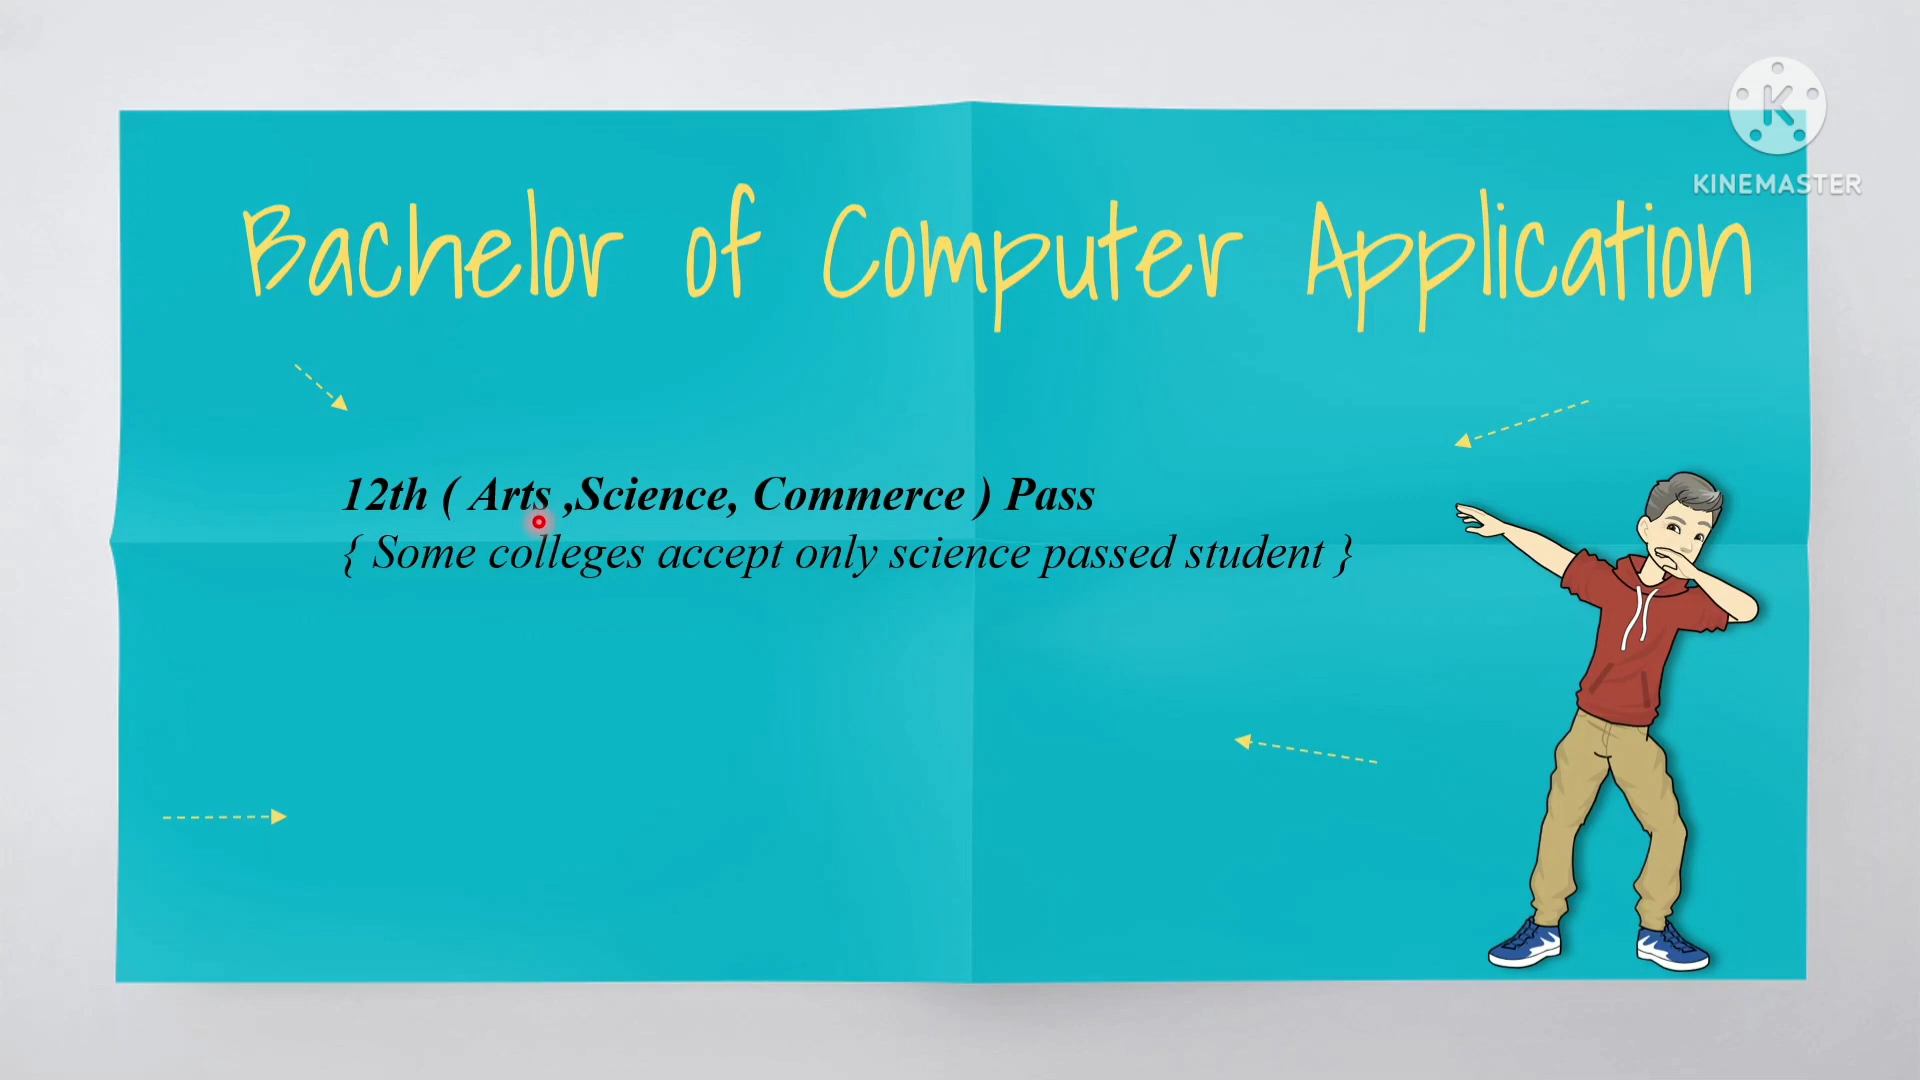 K
KINEMASTER
Bachelor of Computer Application
12th ( Arts ,Science, Commerce ) Pass
{ Some colleges accept only science passed student }